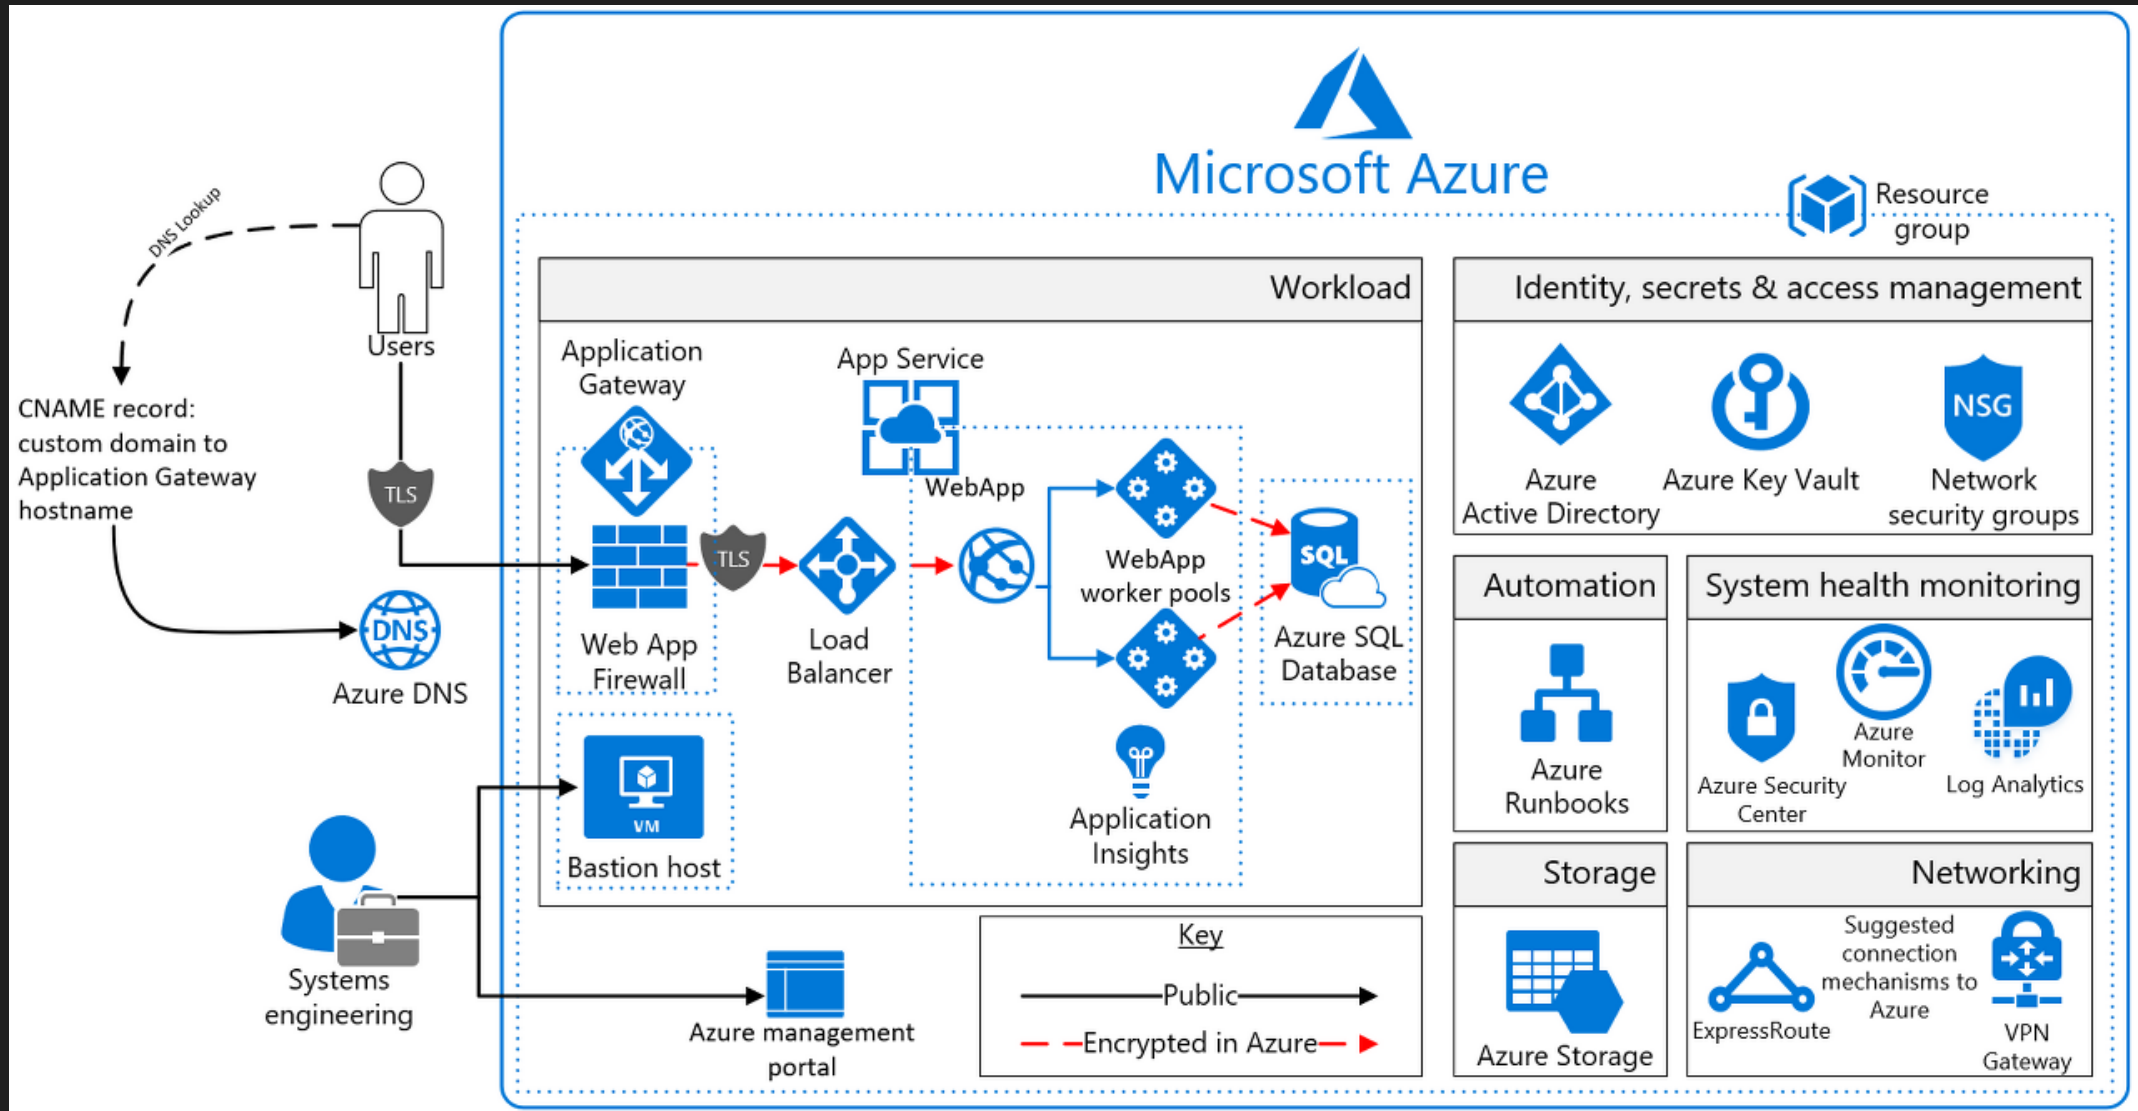 Microsoft Azure
Resource
group
DNS Lookup
Users
CNAME record:
custom domain to
Application Gateway
hostname
TLS
DNS
Azure DNS
Systems
engineering
Workload
Application
Gateway
Web App
Firewall
TLS
Load
Balancer
App Service
WebApp
WebApp
worker pools
SQL
Azure SQL
Database
Application
Insights
VM
Bastion host
Azure management
portal
Key
Public
Encrypted in Azure
Identity, secrets & access management
Azure
Active Directory
Azure Key Vault
NSG
Network
security groups
Automation
Azure
Runbooks
System health monitoring
Azure Security
Center
Azure
Monitor
Log Analytics
Storage
Azure Storage
Networking
ExpressRoute
Suggested
connection
mechanisms to
Azure
VPN
Gateway